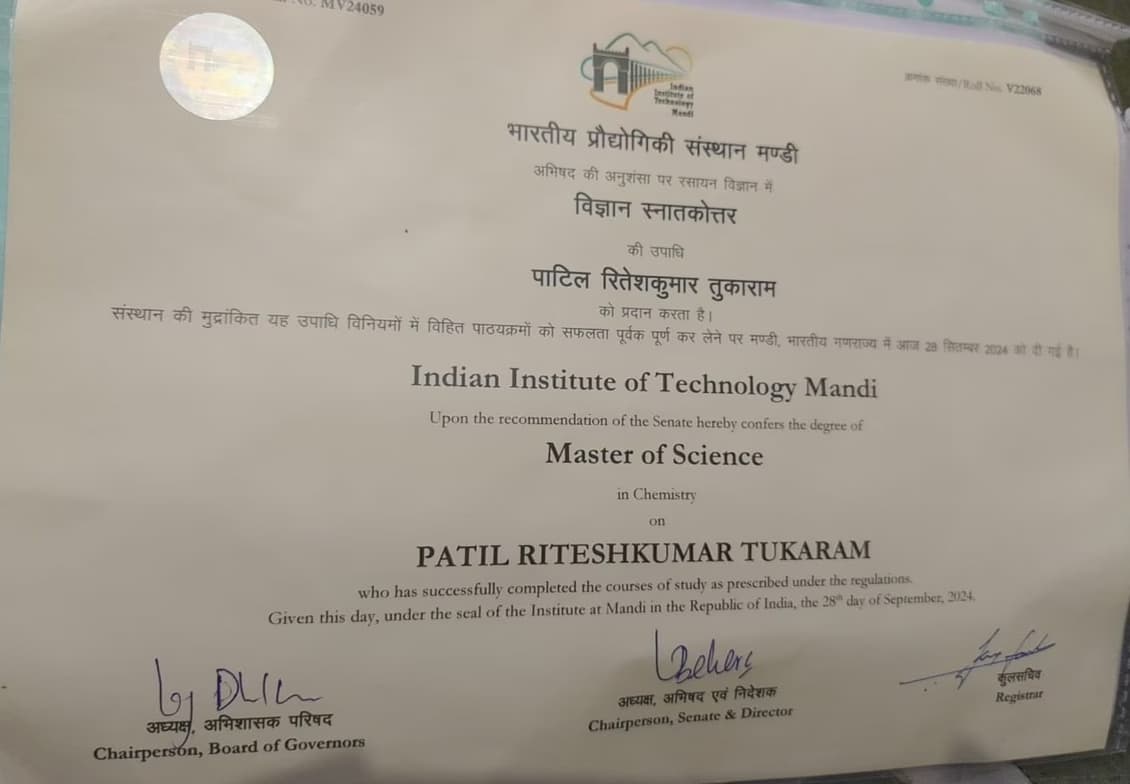 No. MV24059
Indian
Institute of
Technology
Mandi
क्रमांक संख्या/Roll No. V22068
भारतीय प्रौद्योगिकी संस्थान मण्डी
अभिषद की अनुशंसा पर रसायन विज्ञान में
विज्ञान स्नातकोत्तर
की उपाधि
पाटिल रितेशकुमार तुकाराम
को प्रदान करता है।
संस्थान की मुद्रांकित यह उपाधि विनियमों में विहित पाठयक्रमों को सफलता पूर्वक पूर्ण कर लेने पर मण्डी, भारतीय गणराज्य में आज 28 सितम्बर 2024 को दी गई है।
Indian Institute of Technology Mandi
Upon the recommendation of the Senate hereby confers the degree of
Master of Science
in Chemistry
on
PATIL RITESHKUMAR TUKARAM
who has successfully completed the courses of study as prescribed under the regulations.
Given this day, under the seal of the Institute at Mandi in the Republic of India, the 28th day of September, 2024.
अध्यक्ष, अभिशासक परिषद
Chairperson, Board of Governors
अध्यक्ष, अभिषद एवं निदेशक
Chairperson, Senate & Director
कुलसचिव
Registrar